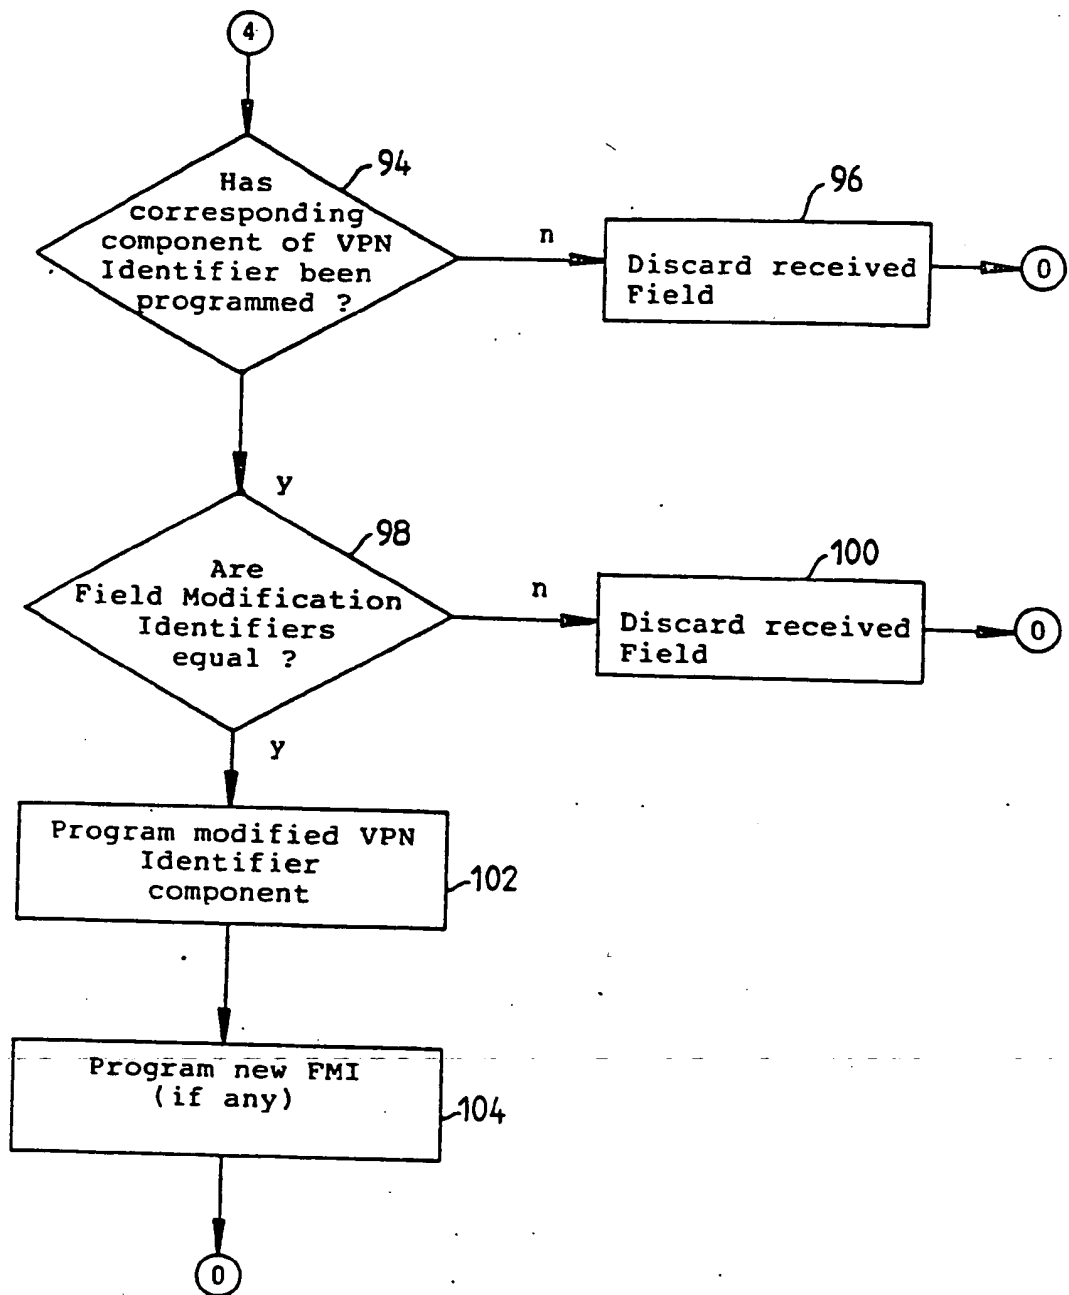 4
94
Has
corresponding
component of VPN
Identifier been
programmed ?
n
96
Discard received
Field
0
y
98
Are
Field Modification
Identifiers
equal ?
n
100
Discard received
Field
0
y
Program modified VPN
Identifier
component
102
Program new FMI
(if any)
104
0